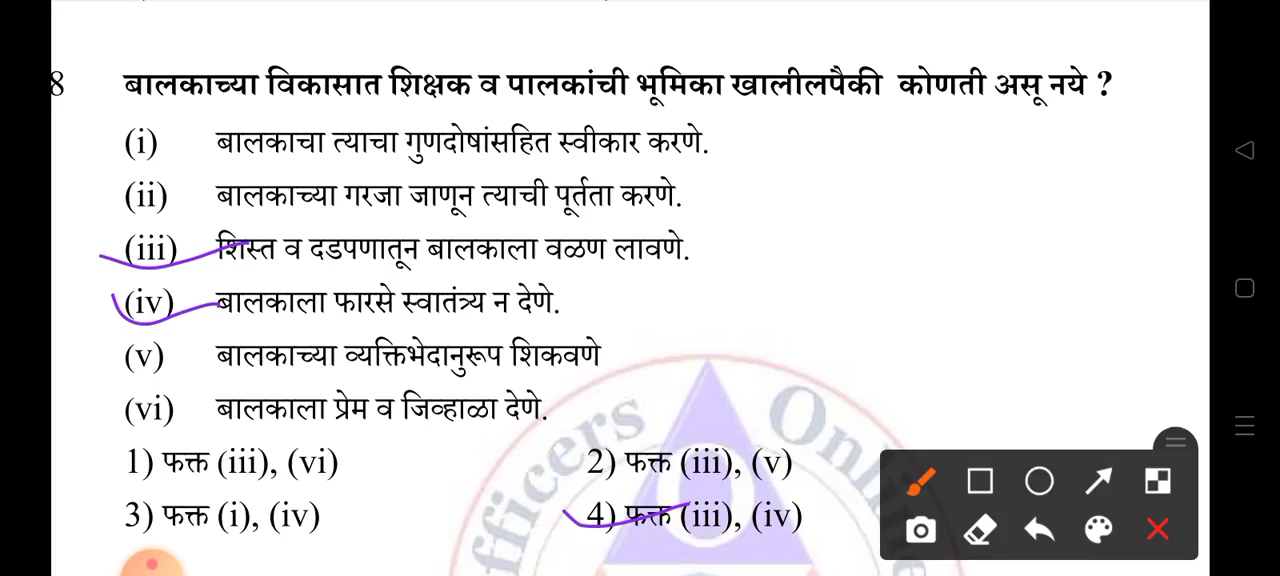 8 बालकाच्या विकासात शिक्षक व पालकांची भूमिका खालीलपैकी कोणती असू नये ?
(i) बालकाचा त्याचा गुणदोषांसहित स्वीकार करणे.
(ii) बालकाच्या गरजा जाणून त्याची पूर्तता करणे.
(iii) शिस्त व दडपणातून बालकाला वळण लावणे.
(iv) बालकाला फारसे स्वातंत्र्य न देणे.
(v) बालकाच्या व्यक्तिभेदानुरूप शिकवणे
(vi) बालकाला प्रेम व जिव्हाळा देणे.
1) फक्त (iii), (vi) 2) फक्त (iii), (v)
3) फक्त (i), (iv) 4) फक्त (iii), (iv)
fficers Online